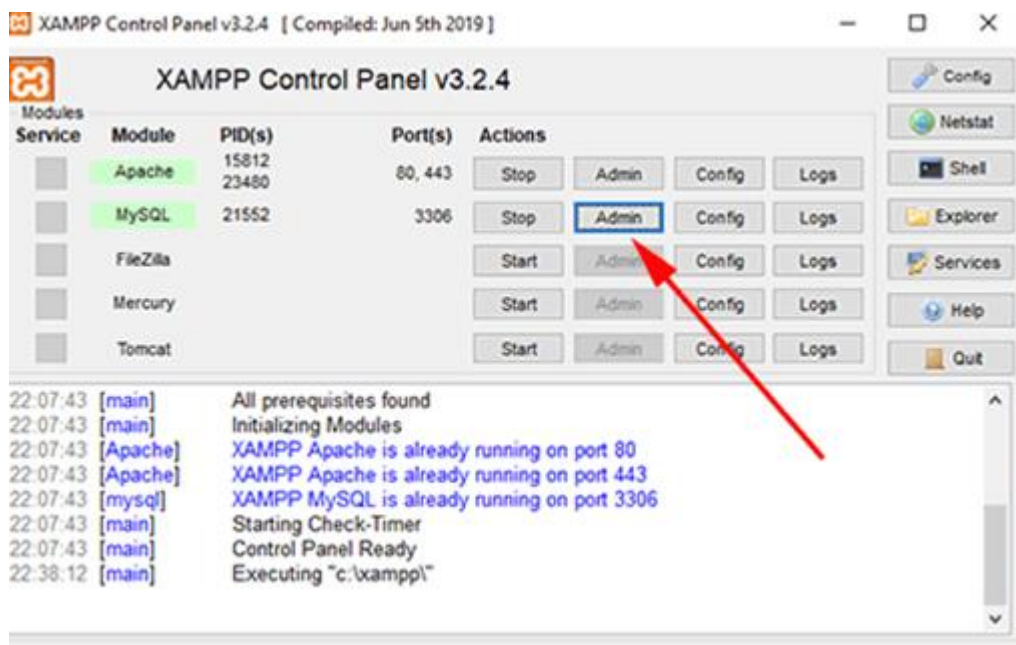 XAMPP Control Panel v3.2.4 [ Compiled: Jun 5th 2019 ]
XAMPP Control Panel v3.2.4
Config
Modules
Netstat
Service Module PID(s) Port(s) Actions
Apache 15812 23480 80, 443 Stop Admin Config Logs
Shell
MySQL 21552 3306 Stop Admin Config Logs
Explorer
FileZilla Start Admin Config Logs
Services
Mercury Start Admin Config Logs
Help
Tomcat Start Admin Config Logs
Quit
22:07:43 [main] All prerequisites found
22:07:43 [main] Initializing Modules
22:07:43 [Apache] XAMPP Apache is already running on port 80
22:07:43 [Apache] XAMPP Apache is already running on port 443
22:07:43 [mysql] XAMPP MySQL is already running on port 3306
22:07:43 [main] Starting Check-Timer
22:07:43 [main] Control Panel Ready
22:38:12 [main] Executing "c:\xampp\"